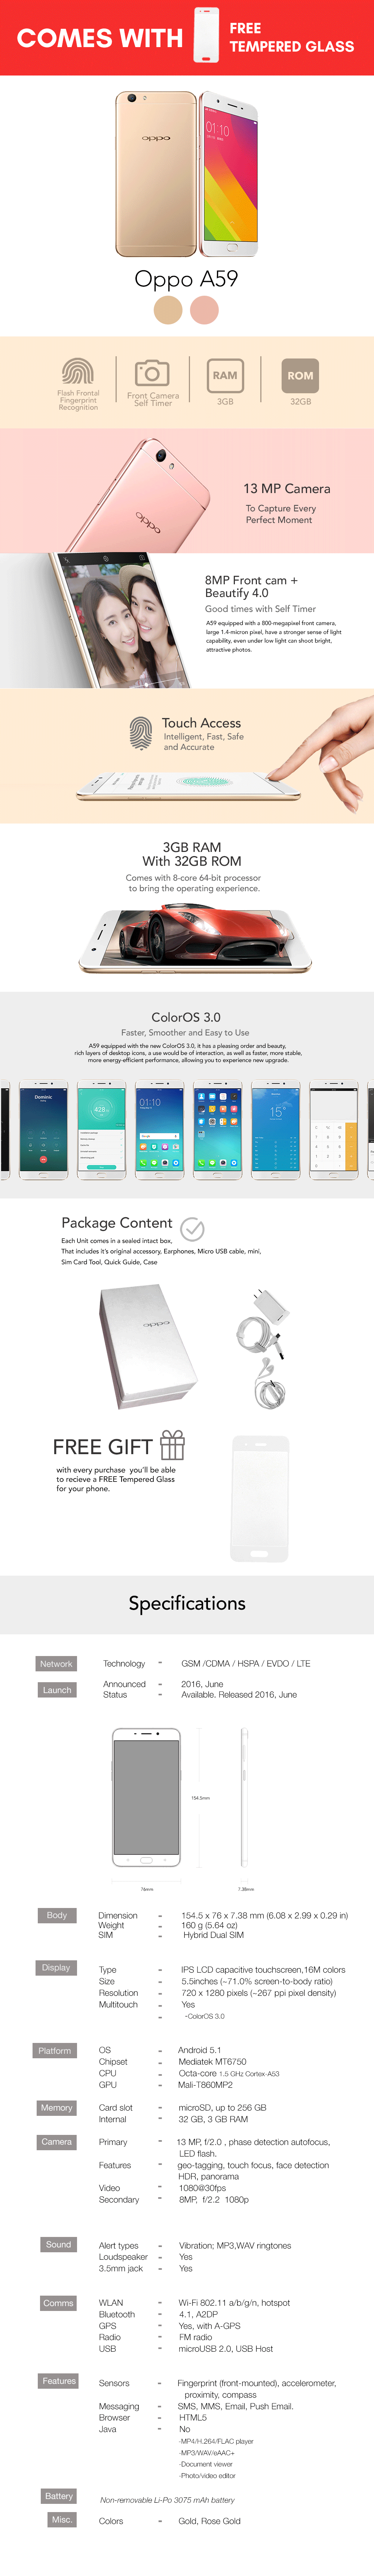 COMES WITH
FREE
TEMPERED GLASS
01:10
oppo
Oppo A59
RAM
ROM
Flash Frontal
Fingerprint
Recognition
Front Camera
Self Timer
3GB
32GB
oppo
13 MP Camera
To Capture Every
Perfect Moment
8MP Front cam +
Beautify 4.0
Good times with Self Timer
A59 equipped with a 800-megapixel front camera,
large 1.4-micron pixel, have a stronger sense of light
capability, even under low light can shoot bright,
attractive photos.
Touch Access
Intelligent, Fast, Safe
and Accurate
3GB RAM
With 32GB ROM
Comes with 8-core 64-bit processor
to bring the operating experience.
ColorOS 3.0
Faster, Smoother and Easy to Use
A59 equipped with the new ColorOS 3.0, it has a pleasing order and beauty,
rich layers of desktop icons, a use would be of interaction, as well as faster, more stable,
more energy-efficient performance, allowing you to experience new upgrade.
Dominic
01:10
15°
Package Content
Each Unit comes in a sealed intact box,
That includes it's original accessory, Earphones, Micro USB cable, mini,
Sim Card Tool, Quick Guide, Case
oppo
FREE GIFT
with every purchase you'll be able
to recieve a FREE Tempered Glass
for your phone.
Specifications
Network Technology - GSM /CDMA / HSPA / EVDO / LTE
Launch Announced - 2016, June
Status - Available. Released 2016, June
154.5mm
76mm
7.38mm
Body Dimension - 154.5 x 76 x 7.38 mm (6.08 x 2.99 x 0.29 in)
Weight - 160 g (5.64 oz)
SIM - Hybrid Dual SIM
Display Type - IPS LCD capacitive touchscreen,16M colors
Size - 5.5inches (~71.0% screen-to-body ratio)
Resolution - 720 x 1280 pixels (~267 ppi pixel density)
Multitouch - Yes
- -ColorOS 3.0
Platform OS - Android 5.1
Chipset - Mediatek MT6750
CPU - Octa-core 1.5 GHz Cortex-A53
GPU - Mali-T860MP2
Memory Card slot - microSD, up to 256 GB
Internal - 32 GB, 3 GB RAM
Camera Primary - 13 MP, f/2.0 , phase detection autofocus,
LED flash.
Features - geo-tagging, touch focus, face detection
HDR, panorama
Video - 1080@30fps
Secondary - 8MP, f/2.2 1080p
Sound Alert types - Vibration; MP3,WAV ringtones
Loudspeaker - Yes
3.5mm jack - Yes
Comms WLAN - Wi-Fi 802.11 a/b/g/n, hotspot
Bluetooth - 4.1, A2DP
GPS - Yes, with A-GPS
Radio - FM radio
USB - microUSB 2.0, USB Host
Features Sensors - Fingerprint (front-mounted), accelerometer,
proximity, compass
Messaging - SMS, MMS, Email, Push Email.
Browser - HTML5
Java - No
-MP4/H.264/FLAC player
-MP3/WAV/eAAC+
-Document viewer
-Photo/video editor
Battery Non-removable Li-Po 3075 mAh battery
Misc. Colors - Gold, Rose Gold